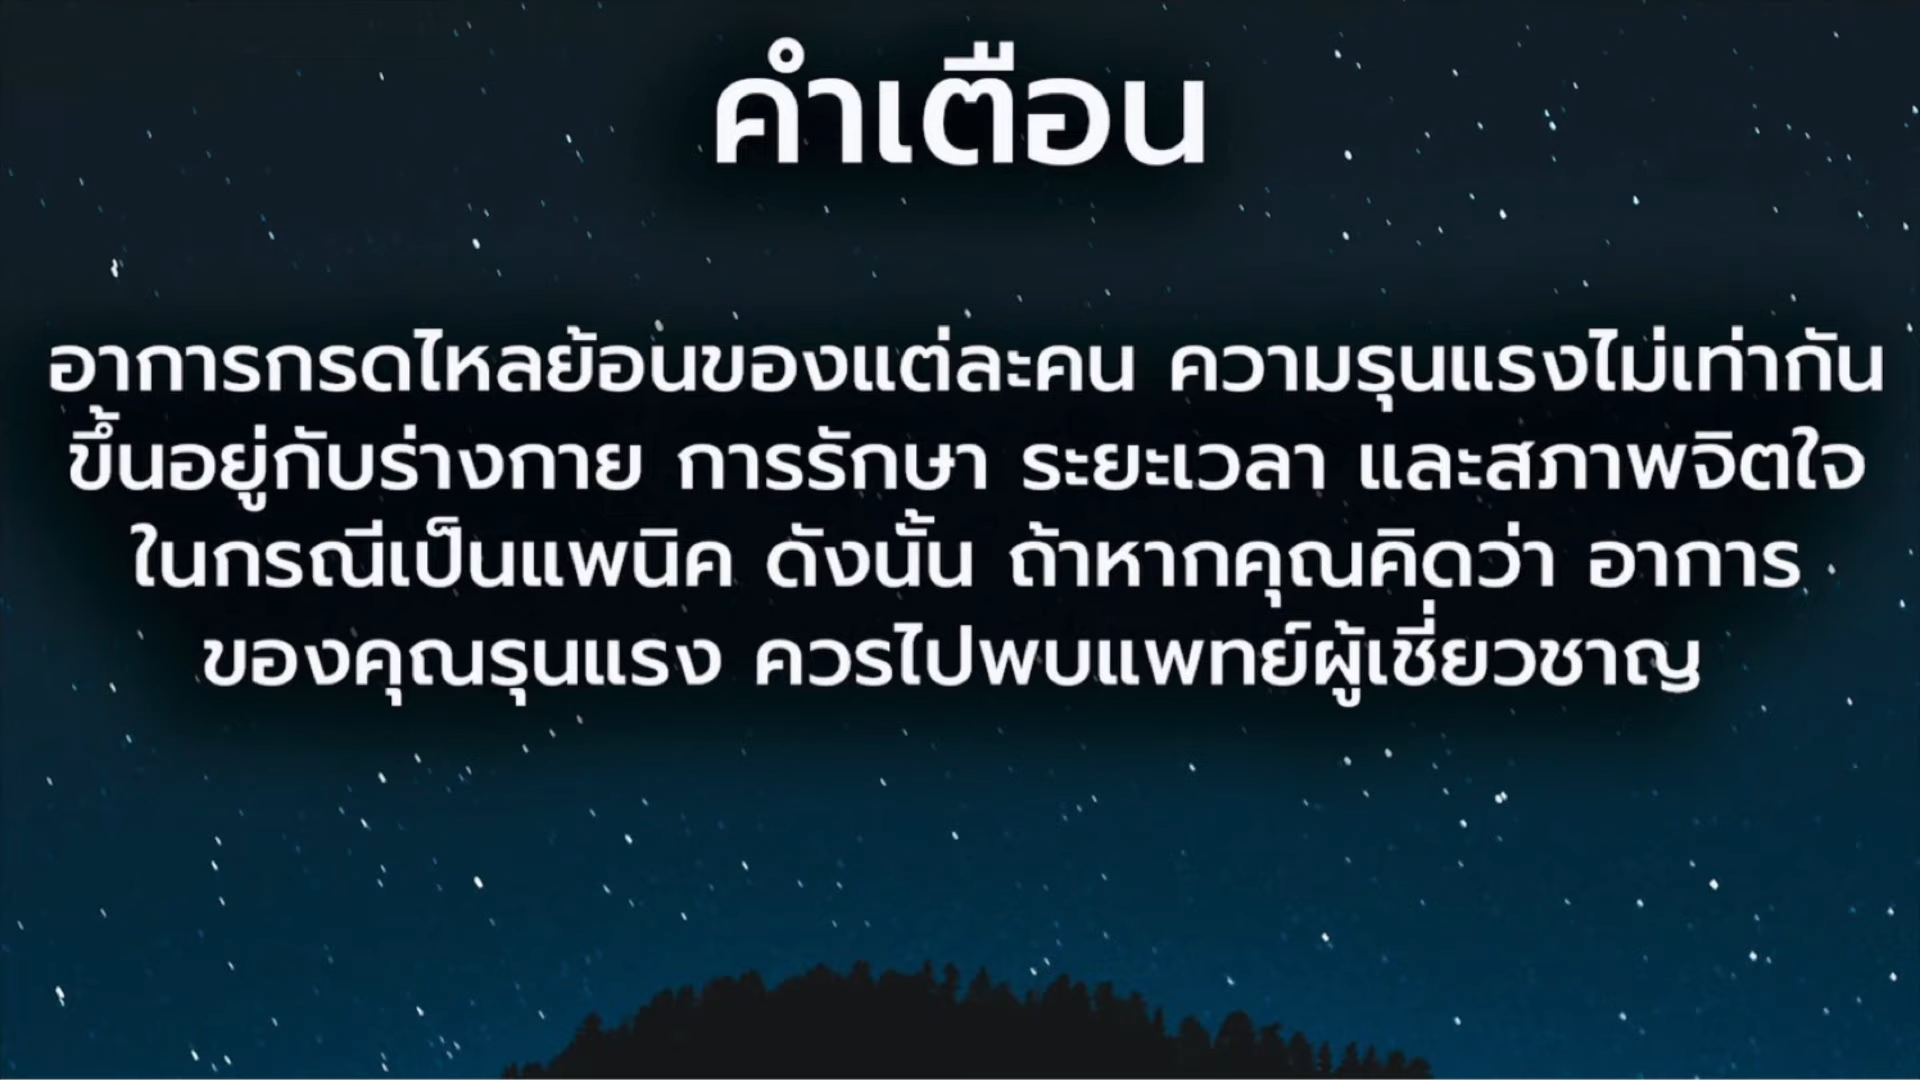 คำเตือน
อาการกรดไหลย้อนของแต่ละคน ความรุนแรงไม่เท่ากัน
ขึ้นอยู่กับร่างกาย การรักษา ระยะเวลา และสภาพจิตใจ
ในกรณีเป็นแพนิค ดังนั้น ถ้าหากคุณคิดว่า อาการ
ของคุณรุนแรง ควรไปพบแพทย์ผู้เชี่ยวชาญ